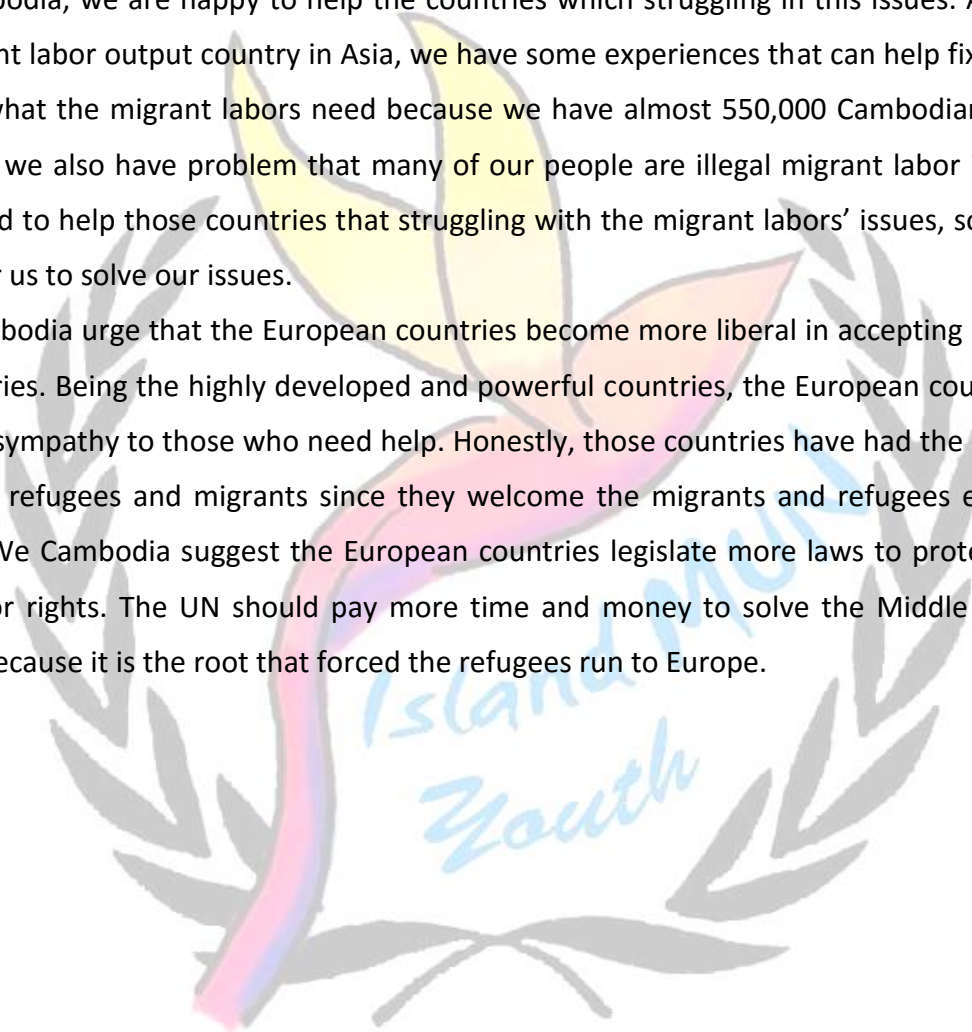 odia, we are happy to help the countries which struggling in this issues.
nt labor output country in Asia, we have some experiences that can help fix
what the migrant labors need because we have almost 550,000 Cambodian
we also have problem that many of our people are illegal migrant labor
d to help those countries that struggling with the migrant labors’ issues, so
r us to solve our issues.
bodia urge that the European countries become more liberal in accepting
ries. Being the highly developed and powerful countries, the European cou
sympathy to those who need help. Honestly, those countries have had the
refugees and migrants since they welcome the migrants and refugees e
We Cambodia suggest the European countries legislate more laws to prote
or rights. The UN should pay more time and money to solve the Middle
ecause it is the root that forced the refugees run to Europe.
Island MUN
Youth